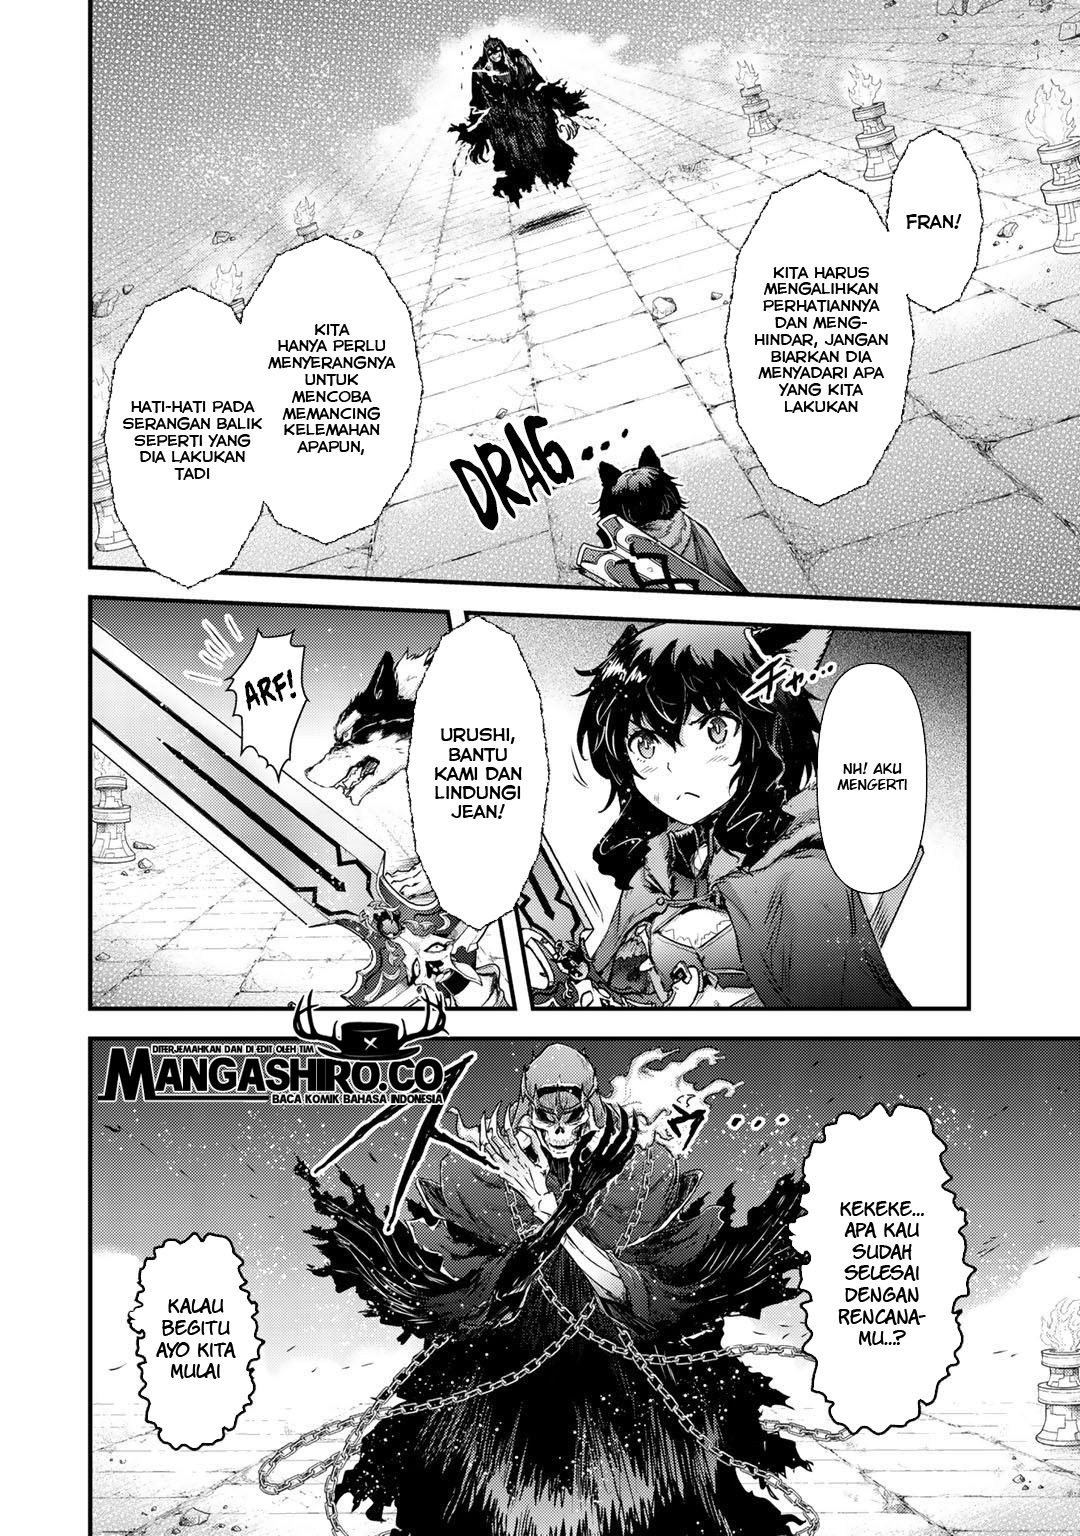 FRAN!
KITA HARUS
MENGALIHKAN
PERHATIANNYA
DAN MENG-
HINDAR, JANGAN
BIARKAN DIA
MENYADARI APA
YANG KITA
LAKUKAN
KITA
HANYA PERLU
MENYERANGNYA
UNTUK
MENCOBA
MEMANCING
KELEMAHAN
APAPUN,
HATI-HATI PADA
SERANGAN BALIK
SEPERTI YANG
DIA LAKUKAN
TADI
DRAG...
NH! AKU
MENGERTI
チャ...
URUSHI,
BANTU
KAMI DAN
LINDUNGI
JEAN!
ARF!
DITERJEMAHKAN DAN DI EDIT OLEH TIM
MANGASHIRO.CO
BACA KOMIK BAHASA INDONESIA
KEKEKE...
APA KAU
SUDAH
SELESAI
DENGAN
RENCANA-
MU..?
KALAU
BEGITU
AYO KITA
MULAI